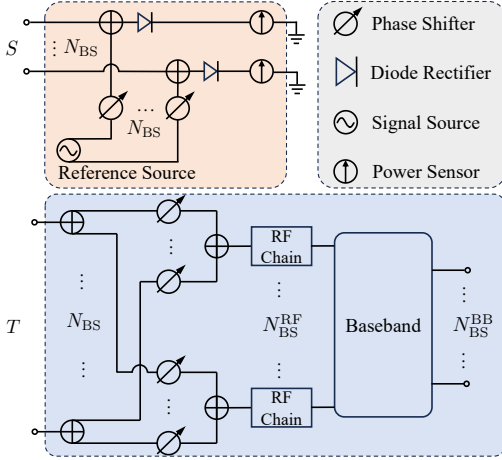 S
⋮ N_BS
... 
N_BS
Reference Source
Phase Shifter
Diode Rectifier
Signal Source
Power Sensor
T
⋮
N_BS
⋮
⋮
⋮
RF
Chain
⋮
N_BS^RF
⋮
RF
Chain
Baseband
⋮
N_BS^BB
⋮